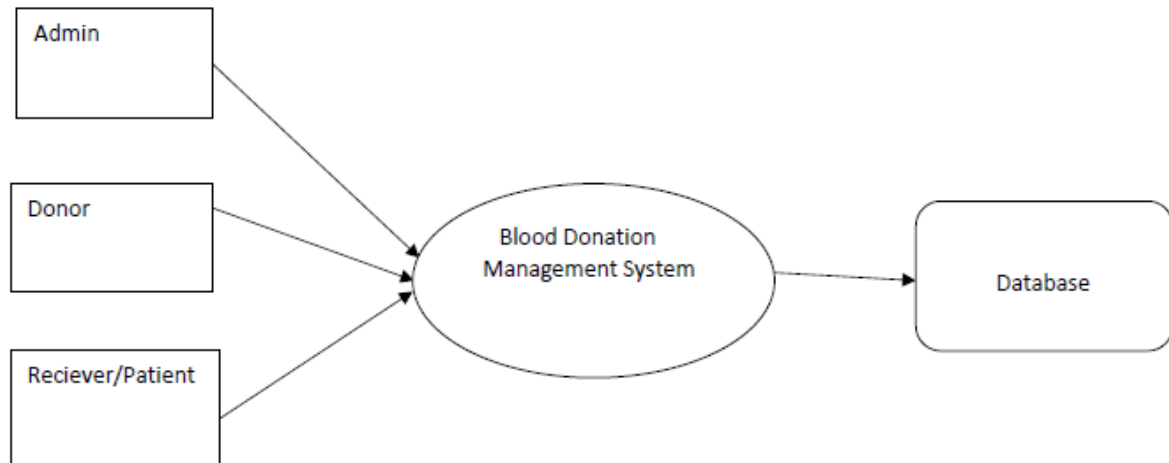 Admin
Donor
Reciever/Patient
Blood Donation
Management System
Database